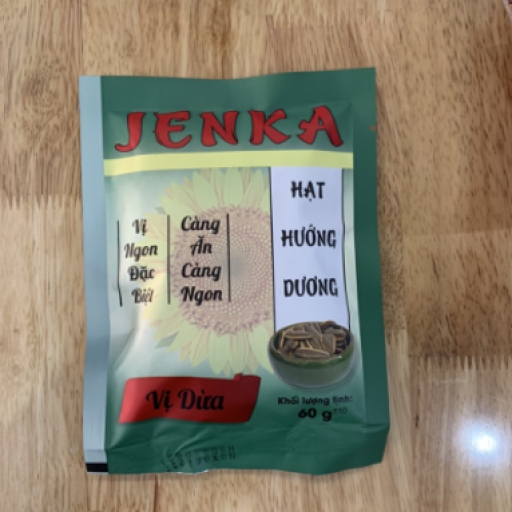 JENKA
HẠT
HƯỚNG
DƯƠNG
Vị
Ngon
Đặc
Biệt
Càng
Ăn
Càng
Ngon
Vị Dừa
Khối lượng tịnh:
60 g